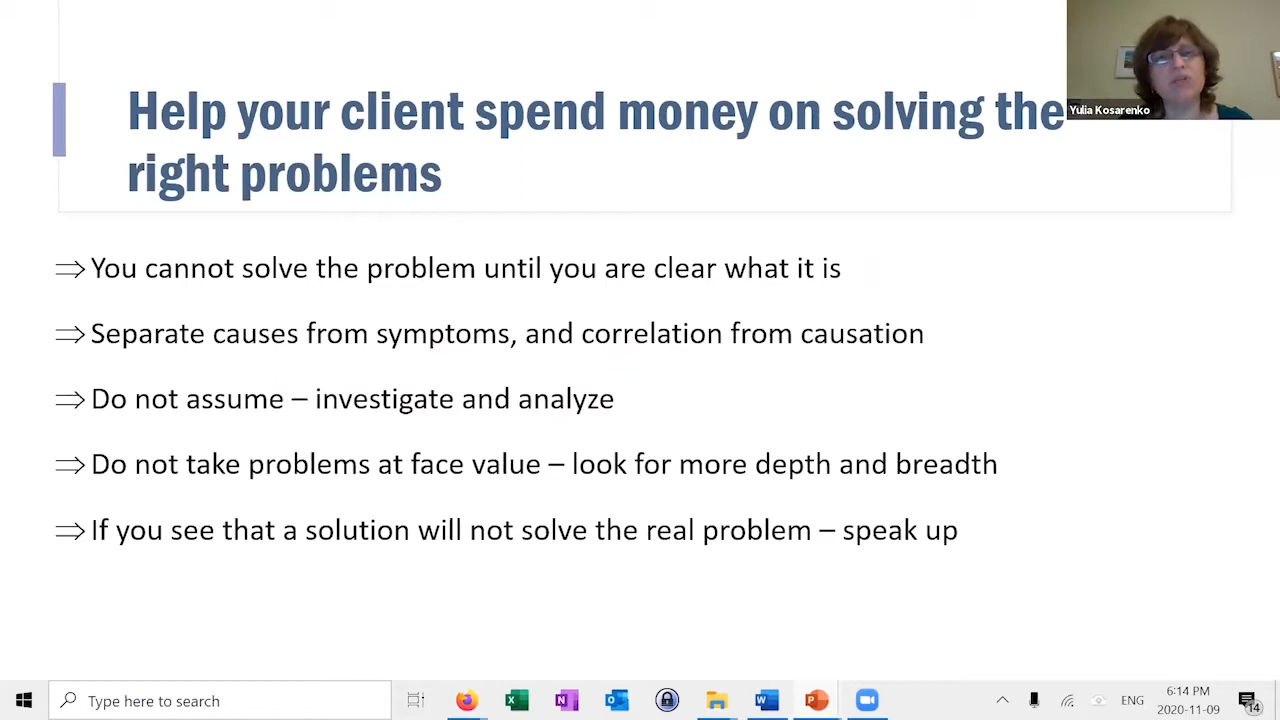 Help your client spend money on solving the
right problems
Yulia Kosarenko
⇒ You cannot solve the problem until you are clear what it is
⇒ Separate causes from symptoms, and correlation from causation
⇒ Do not assume – investigate and analyze
⇒ Do not take problems at face value – look for more depth and breadth
⇒ If you see that a solution will not solve the real problem – speak up
Type here to search
ENG
6:14 PM
2020-11-09
14